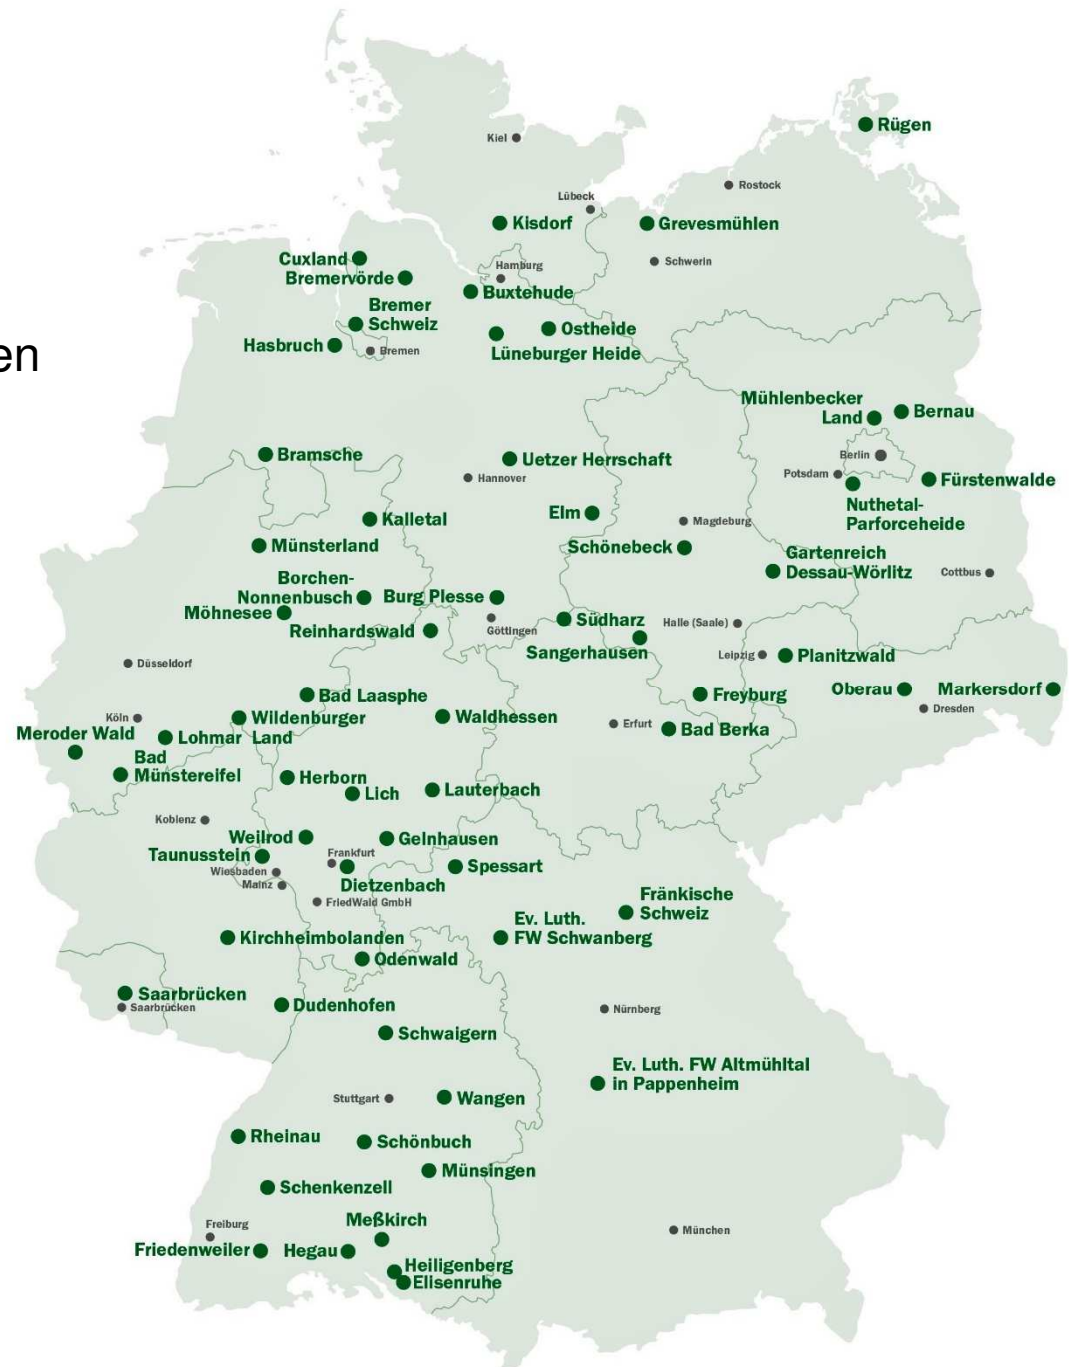 en
Kiel
Rügen
Rostock
Lübeck
Kisdorf
Grevesmühlen
Cuxland
Schwerin
Hamburg
Bremervörde
Buxtehude
Bremer
Schweiz
Ostheide
Hasbruch
Bremen
Lüneburger Heide
Mühlenbecker
Land
Bernau
Bramsche
Uetzer Herrschaft
Berlin
Hannover
Potsdam
Fürstenwalde
Nuthetal-
Parforceheide
Kalletal
Elm
Magdeburg
Münsterland
Schönebeck
Gartenreich
Dessau-Wörlitz
Cottbus
Borchen-
Nonnenbusch
Burg Plesse
Möhnesee
Südharz
Reinhardswald
Göttingen
Halle (Saale)
Sangerhausen
Leipzig
Planitzwald
Düsseldorf
Bad Laasphe
Freyburg
Oberau
Markersdorf
Köln
Wildenburger
Land
Waldhessen
Erfurt
Dresden
Meroder Wald
Lohmar
Bad Berka
Bad
Münstereifel
Herborn
Lich
Lauterbach
Koblenz
Weilrod
Gelnhausen
Taunusstein
Frankfurt
Wiesbaden
Spessart
Mainz
Dietzenbach
FriedWald GmbH
Fränkische
Schweiz
Ev. Luth.
FW Schwanberg
Kirchheimbolanden
Odenwald
Saarbrücken
Saarbrücken
Dudenhofen
Nürnberg
Schwaigern
Ev. Luth. FW Altmühltal
in Pappenheim
Stuttgart
Wangen
Rheinau
Schönbuch
Münsingen
Schenkenzell
Meßkirch
Freiburg
München
Friedenweiler
Hegau
Heiligenberg
Elisenruhe